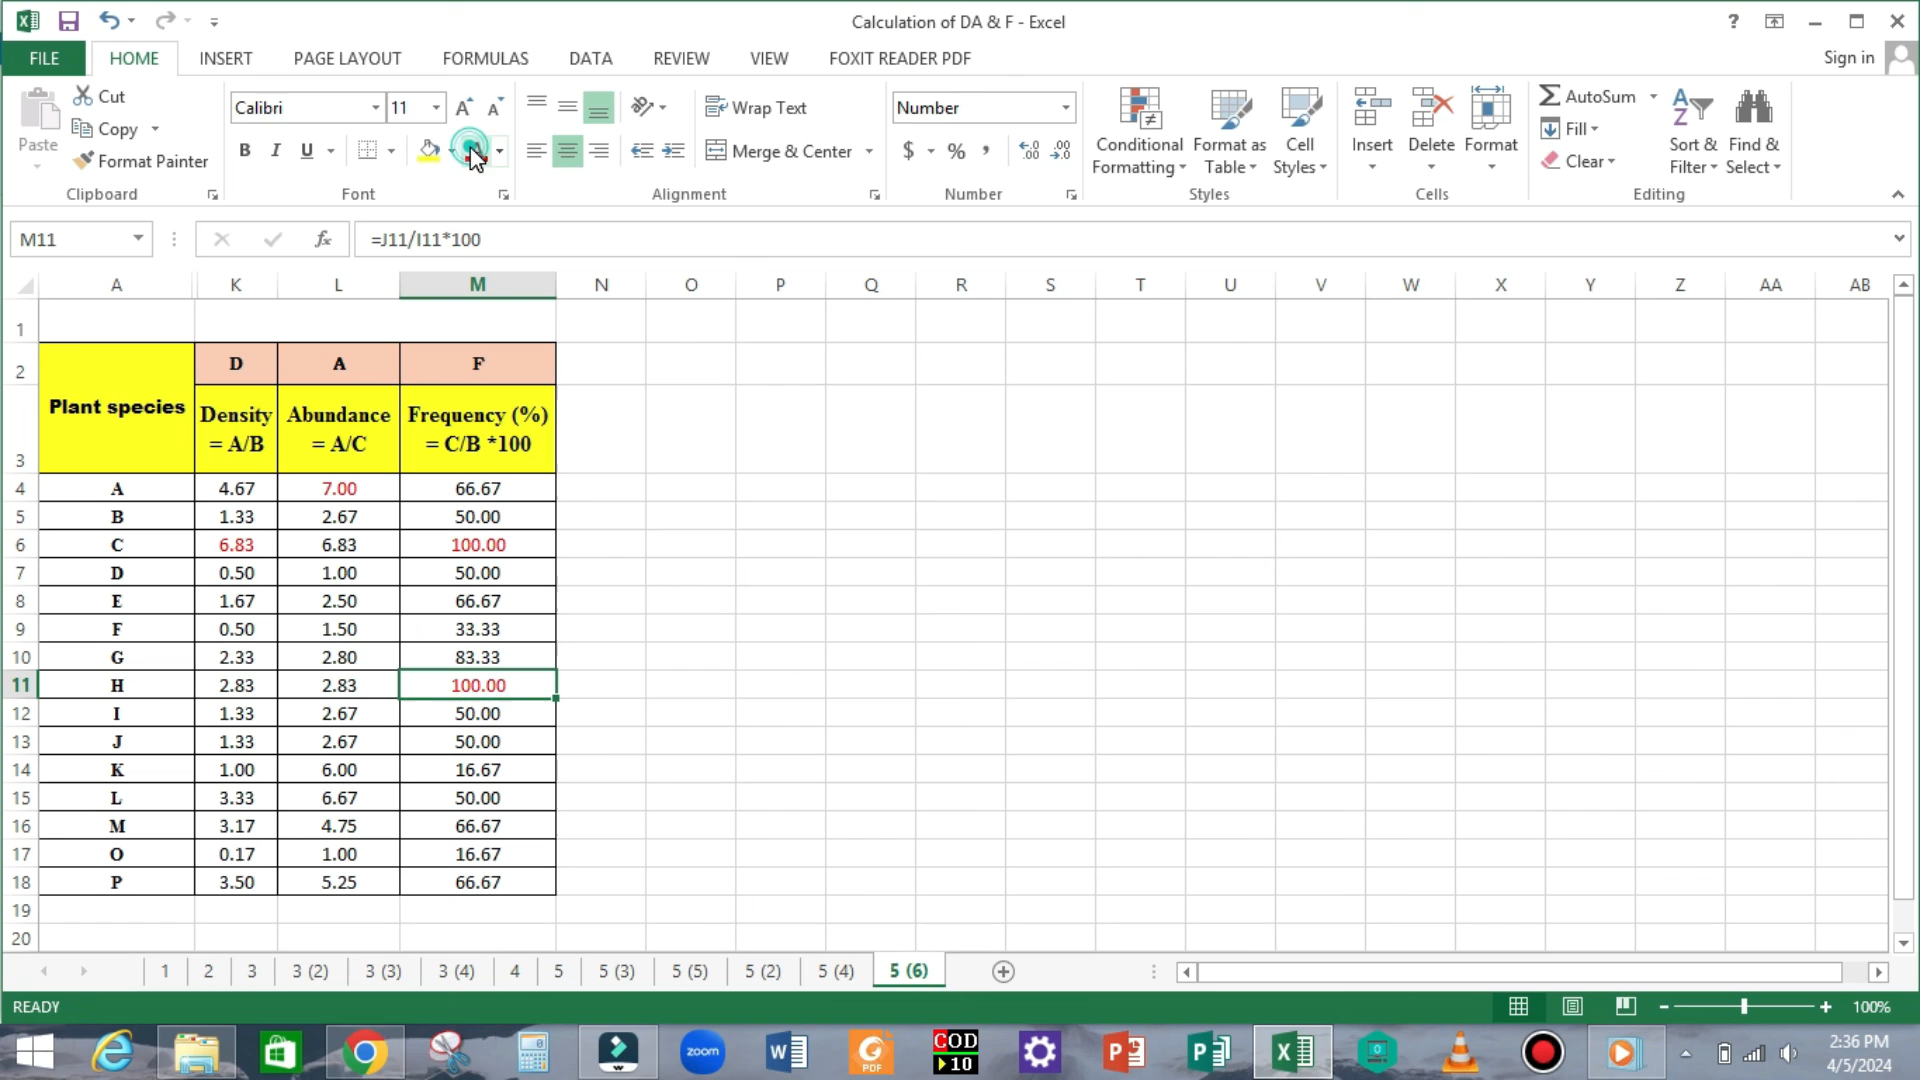 Calculation of DA & F - Excel
?
FILE HOME INSERT PAGE LAYOUT FORMULAS DATA REVIEW VIEW FOXIT READER PDF Sign in
Paste
Cut
Copy
Format Painter
Clipboard
Calibri 11
B I U
Font
Wrap Text
Merge & Center
Alignment
Number
$ %
Number
Conditional Formatting
Format as Table
Cell Styles
Styles
Insert
Delete
Format
Cells
AutoSum
Fill
Clear
Sort & Filter
Find & Select
Editing
M11 fx =J11/I11*100
A K L M N O P Q R S T U V W X Y Z AA AB
1
2 D A F
Plant species
3 Density = A/B Abundance = A/C Frequency (%) = C/B *100
4 A 4.67 7.00 66.67
5 B 1.33 2.67 50.00
6 C 6.83 6.83 100.00
7 D 0.50 1.00 50.00
8 E 1.67 2.50 66.67
9 F 0.50 1.50 33.33
10 G 2.33 2.80 83.33
11 H 2.83 2.83 100.00
12 I 1.33 2.67 50.00
13 J 1.33 2.67 50.00
14 K 1.00 6.00 16.67
15 L 3.33 6.67 50.00
16 M 3.17 4.75 66.67
17 O 0.17 1.00 16.67
18 P 3.50 5.25 66.67
19
20
1 2 3 3 (2) 3 (3) 3 (4) 4 5 5 (3) 5 (5) 5 (2) 5 (4) 5 (6)
READY 100%
zoom
PDF
COD
10
2:36 PM
4/5/2024